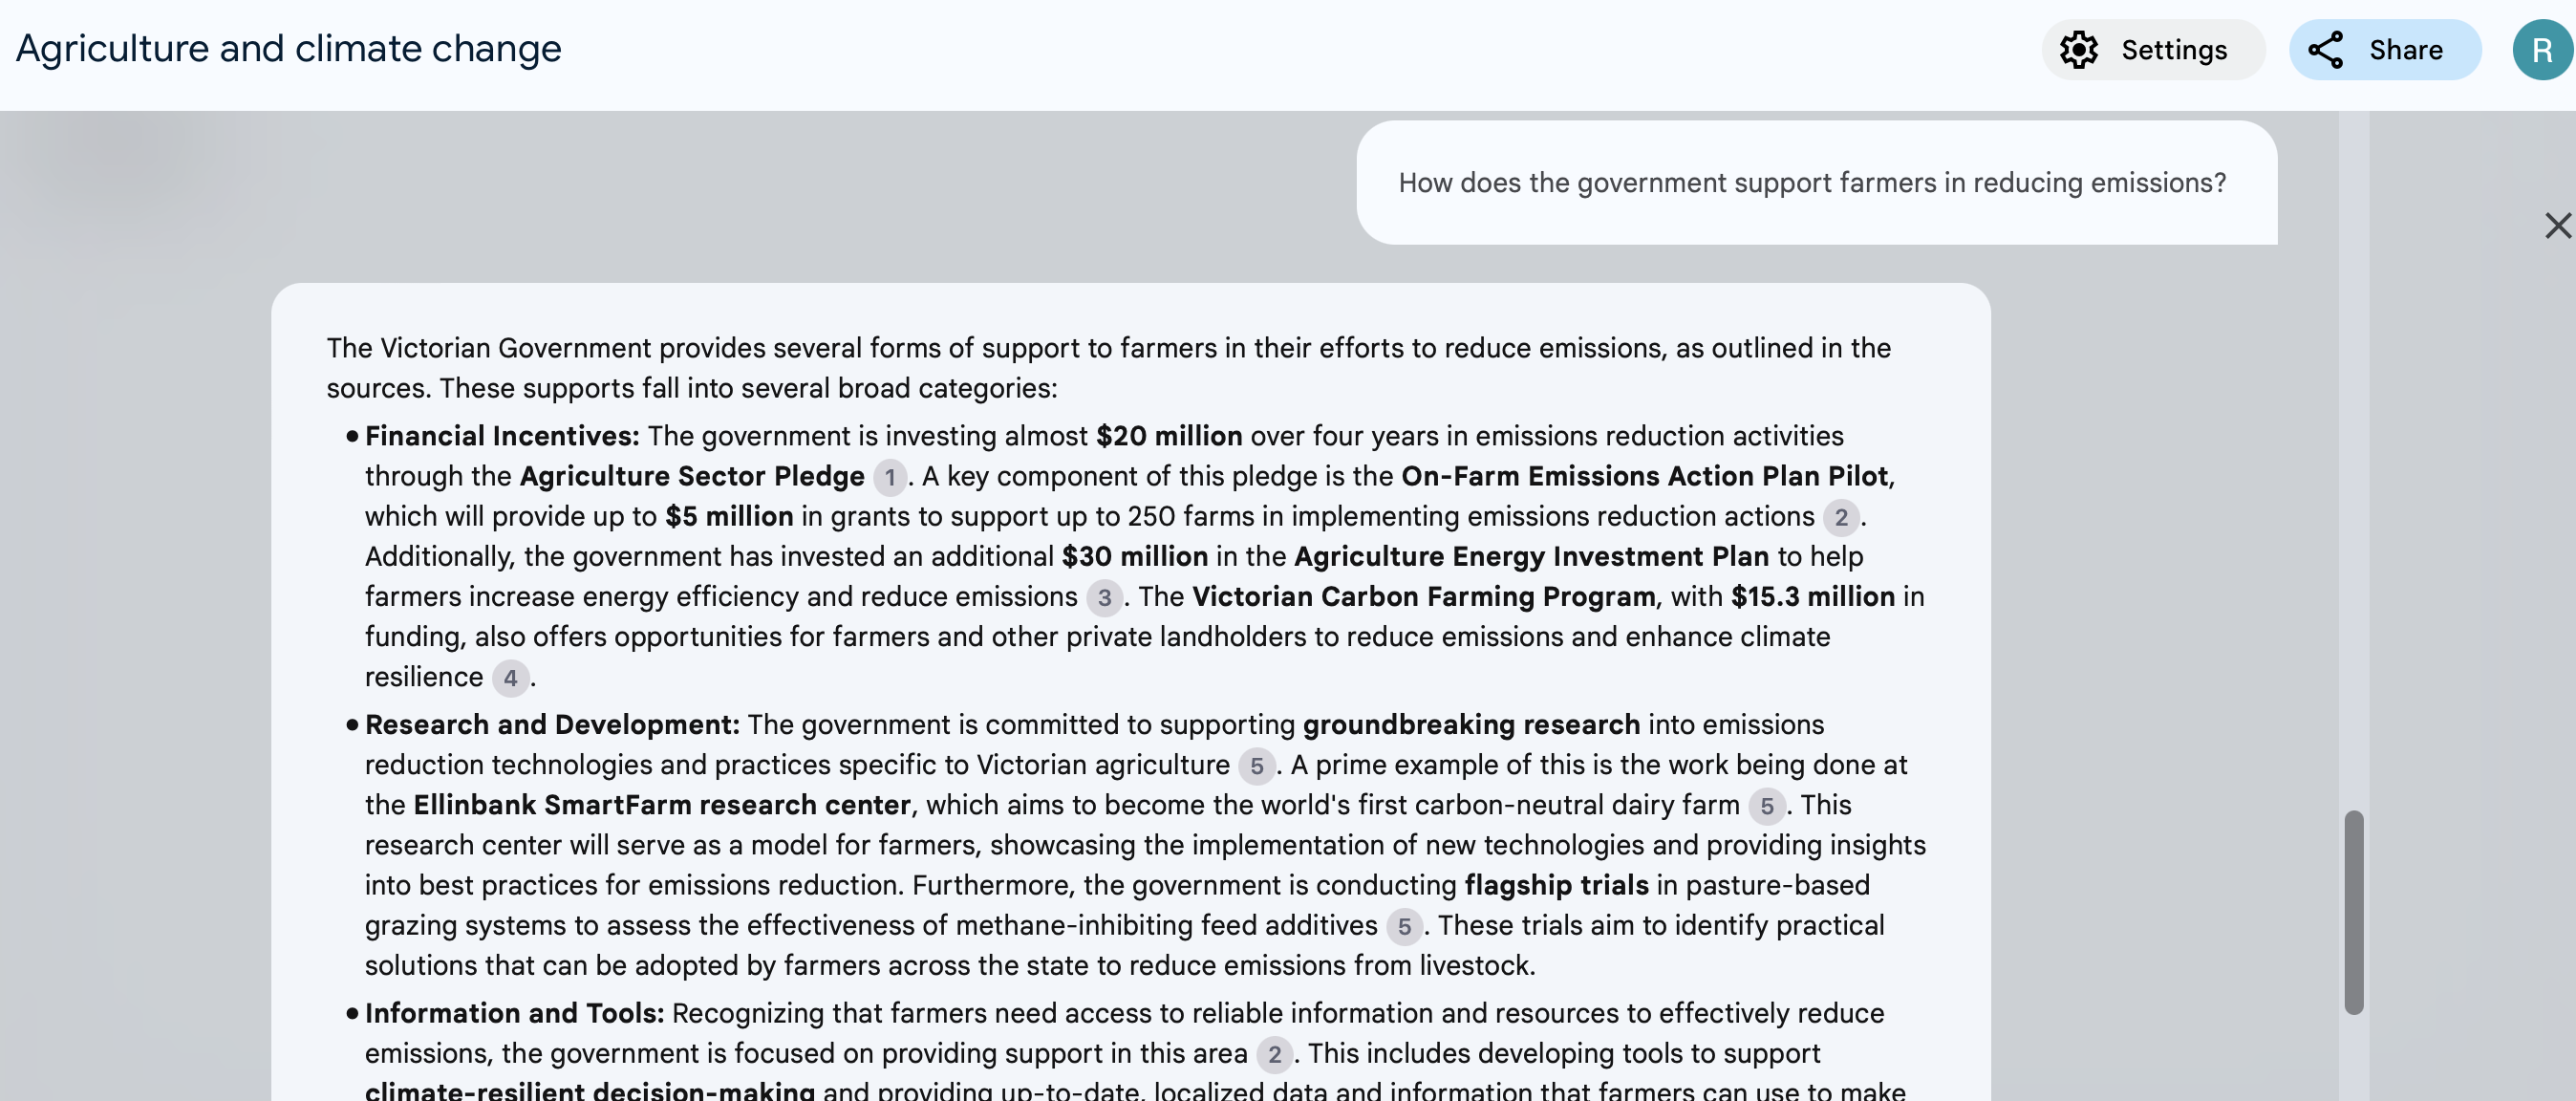 Agriculture and climate change
Settings
Share
R
How does the government support farmers in reducing emissions?
The Victorian Government provides several forms of support to farmers in their efforts to reduce emissions, as outlined in the
sources. These supports fall into several broad categories:
• Financial Incentives: The government is investing almost $20 million over four years in emissions reduction activities
through the Agriculture Sector Pledge 1. A key component of this pledge is the On-Farm Emissions Action Plan Pilot,
which will provide up to $5 million in grants to support up to 250 farms in implementing emissions reduction actions 2.
Additionally, the government has invested an additional $30 million in the Agriculture Energy Investment Plan to help
farmers increase energy efficiency and reduce emissions 3. The Victorian Carbon Farming Program, with $15.3 million in
funding, also offers opportunities for farmers and other private landholders to reduce emissions and enhance climate
resilience 4.
• Research and Development: The government is committed to supporting groundbreaking research into emissions
reduction technologies and practices specific to Victorian agriculture 5. A prime example of this is the work being done at
the Ellinbank SmartFarm research center, which aims to become the world's first carbon-neutral dairy farm 5. This
research center will serve as a model for farmers, showcasing the implementation of new technologies and providing insights
into best practices for emissions reduction. Furthermore, the government is conducting flagship trials in pasture-based
grazing systems to assess the effectiveness of methane-inhibiting feed additives 5. These trials aim to identify practical
solutions that can be adopted by farmers across the state to reduce emissions from livestock.
• Information and Tools: Recognizing that farmers need access to reliable information and resources to effectively reduce
emissions, the government is focused on providing support in this area 2. This includes developing tools to support
climate-resilient decision-making and providing up-to-date, localized data and information that farmers can use to make